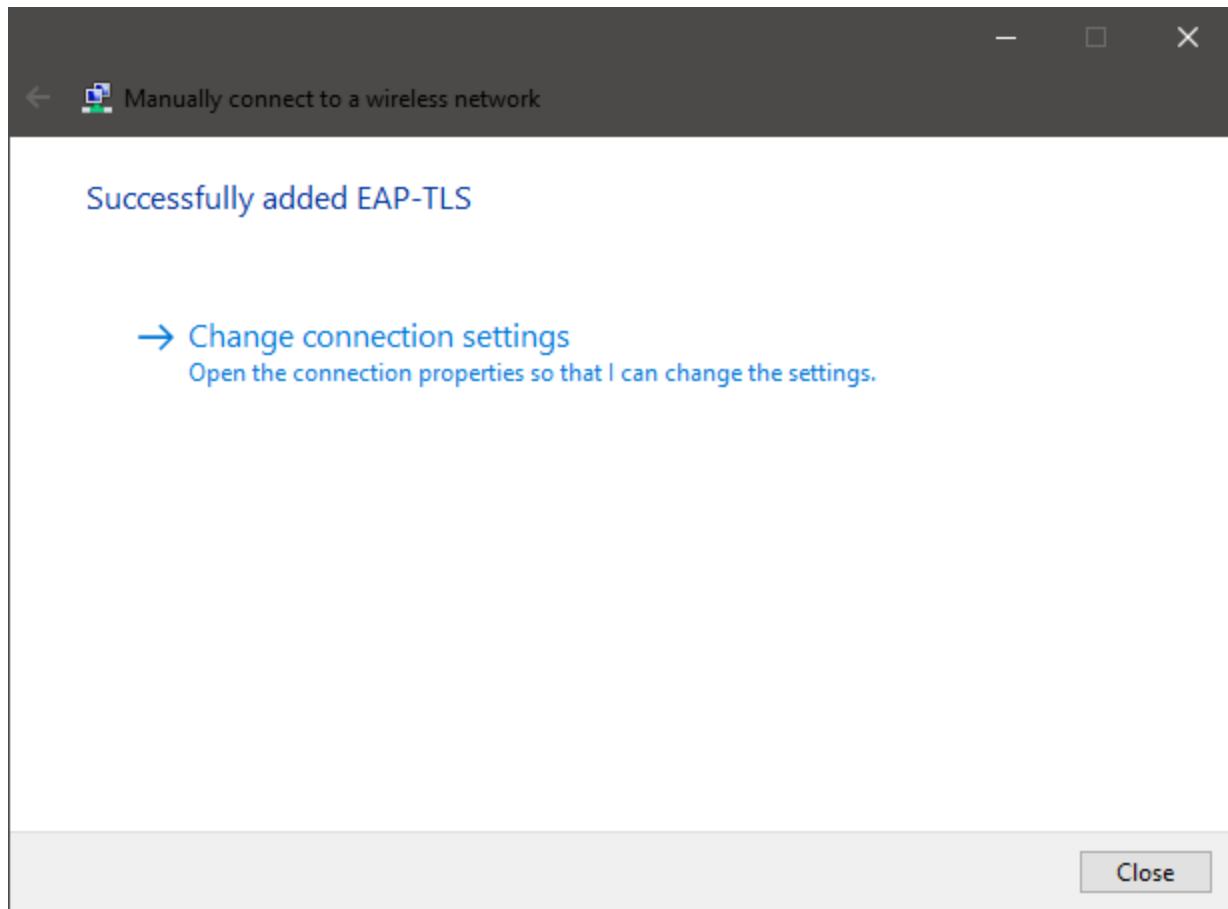 Manually connect to a wireless network
Successfully added EAP-TLS
Change connection settings
Open the connection properties so that I can change the settings.
Close